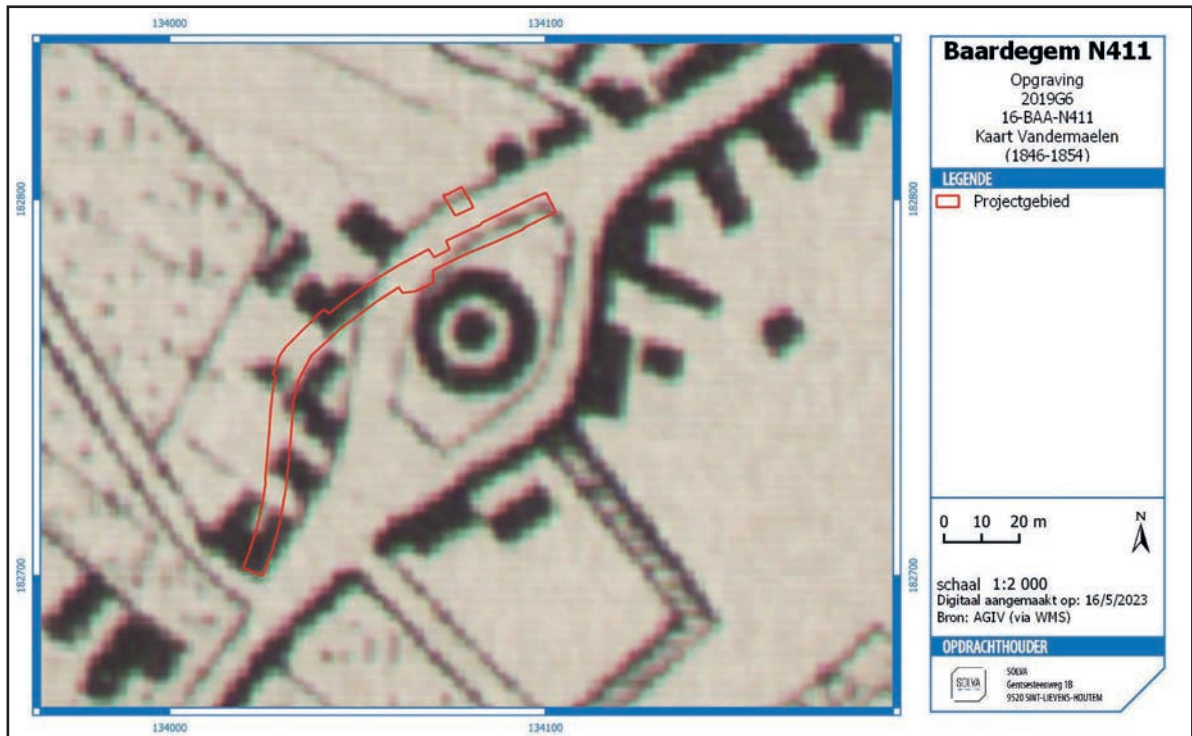 134000 134100
Baardegem N411
Opgraving
2019G6
16-BAA-N411
Kaart Vandermaelen
(1846-1854)
LEGENDE
Projectgebied
182800 182800
0 10 20 m
N
schaal 1:2 000
Digitaal aangemaakt op: 16/5/2023
Bron: AGIV (via WMS)
182700 182700
OPDRACHTHOUDER
SOLVA
SOLVA
Gentsesteenweg 1B
9520 SINT-LIEVENS-HOUTEM
134000 134100